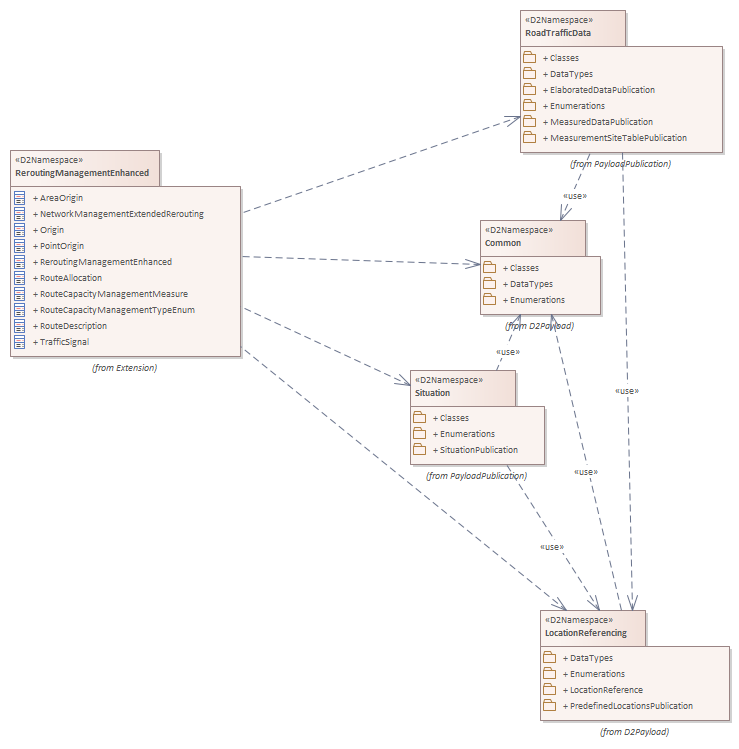 «D2Namespace»
RoadTrafficData
+ Classes
+ DataTypes
+ ElaboratedDataPublication
+ Enumerations
+ MeasuredDataPublication
+ MeasurementSiteTablePublication
(from PayloadPublication)
«D2Namespace»
ReroutingManagementEnhanced
+ AreaOrigin
+ NetworkManagementExtendedRerouting
+ Origin
+ PointOrigin
+ ReroutingManagementEnhanced
+ RouteAllocation
+ RouteCapacityManagementMeasure
+ RouteCapacityManagementTypeEnum
+ RouteDescription
+ TrafficSignal
(from Extension)
«use»
«D2Namespace»
Common
+ Classes
+ DataTypes
+ Enumerations
(from D2Payload)
«use»
«D2Namespace»
Situation
+ Classes
+ Enumerations
+ SituationPublication
(from PayloadPublication)
«use»
«use»
«use»
«D2Namespace»
LocationReferencing
+ DataTypes
+ Enumerations
+ LocationReference
+ PredefinedLocationsPublication
(from D2Payload)